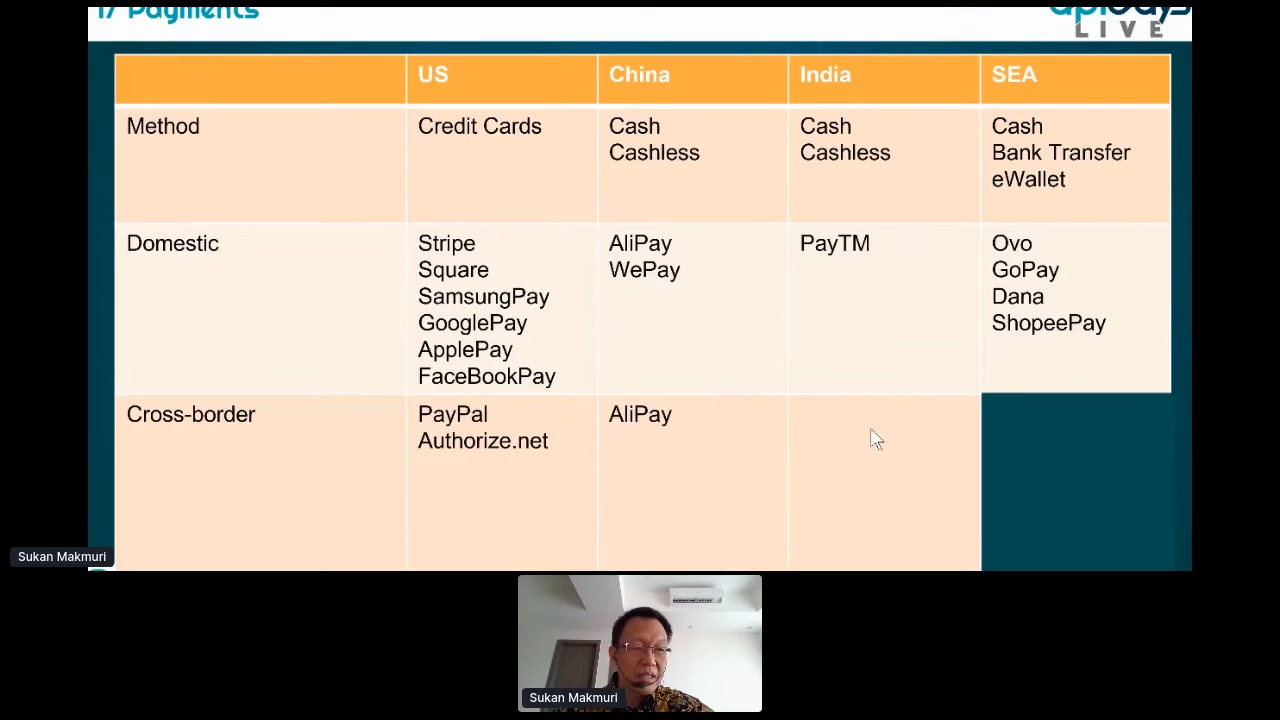 17 Payments
apidays
LIVE
US China India SEA
Method Credit Cards Cash Cash Cash
Cashless Cashless Bank Transfer
eWallet
Domestic Stripe AliPay PayTM Ovo
Square WePay GoPay
SamsungPay Dana
GooglePay ShopeePay
ApplePay
FaceBookPay
Cross-border PayPal AliPay
Authorize.net
Sukan Makmuri
Sukan Makmuri